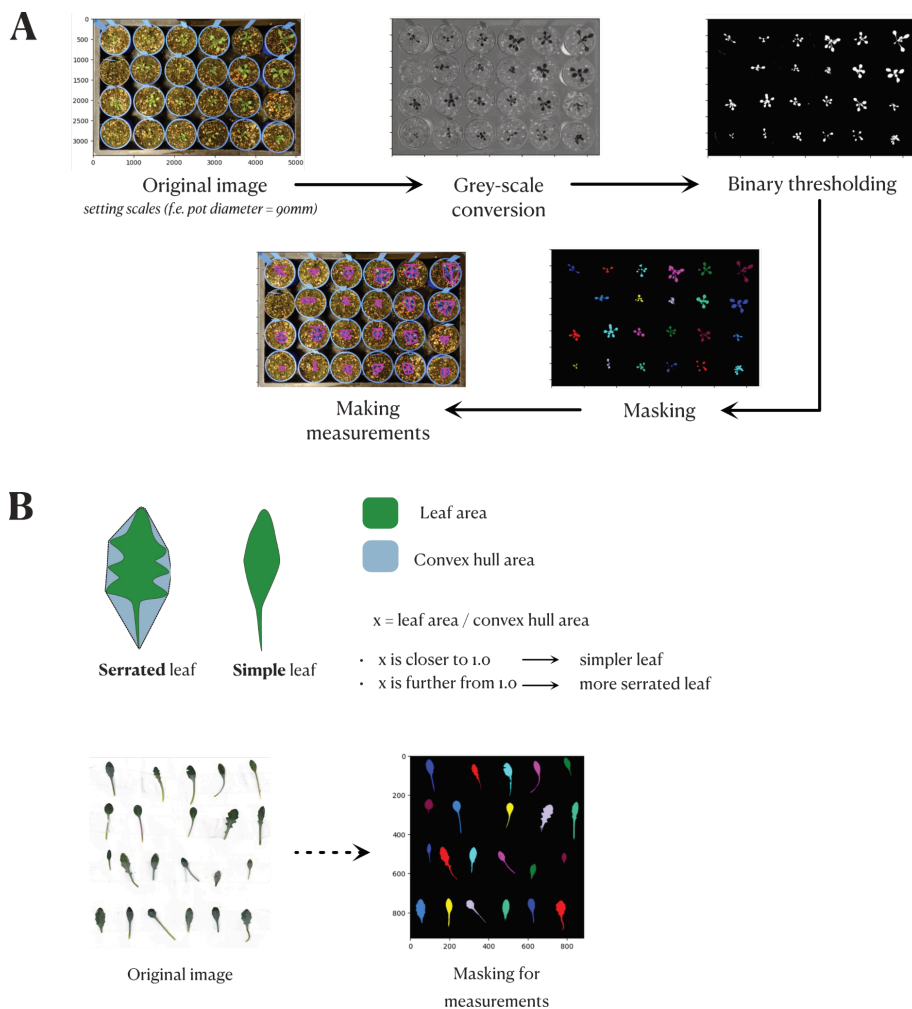 A
0
500
1000
1500
2000
2500
3000
0 1000 2000 3000 4000 5000
Original image
setting scales (f.e. pot diameter = 90mm)
Grey-scale
conversion
Binary thresholding
Making
measurements
Masking
B
Leaf area
Convex hull area
Serrated leaf
Simple leaf
x = leaf area / convex hull area
· x is closer to 1.0 simpler leaf
· x is further from 1.0 more serrated leaf
0
200
400
600
800
0 200 400 600 800
Original image
Masking for
measurements